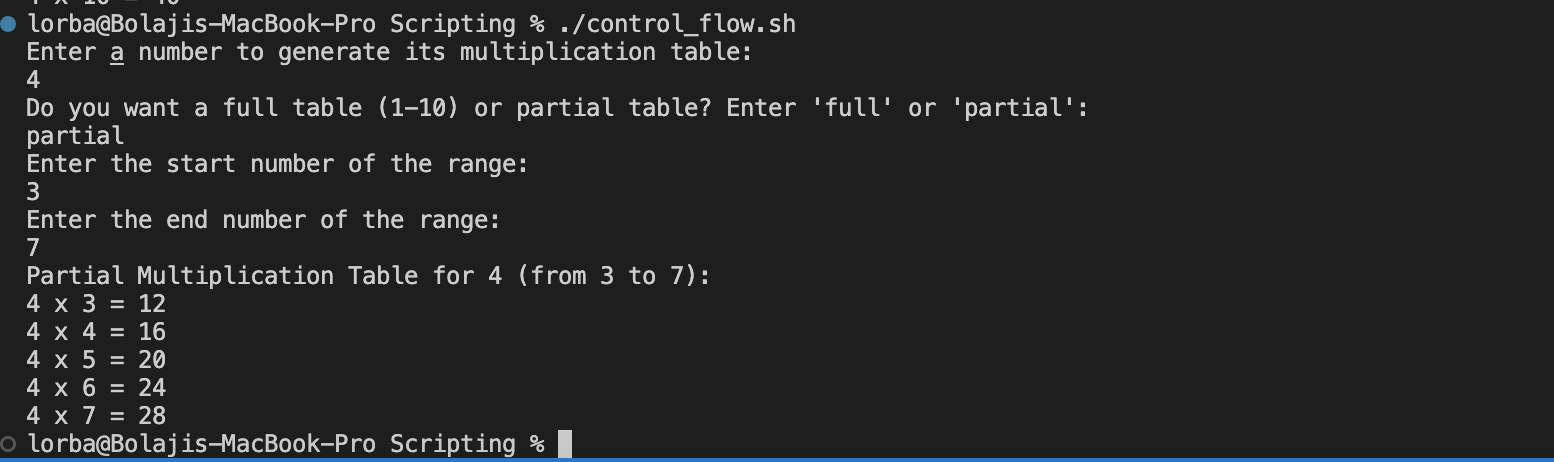 lorba@Bolajis-MacBook-Pro Scripting % ./control_flow.sh
Enter a number to generate its multiplication table:
4
Do you want a full table (1-10) or partial table? Enter 'full' or 'partial':
partial
Enter the start number of the range:
3
Enter the end number of the range:
7
Partial Multiplication Table for 4 (from 3 to 7):
4 x 3 = 12
4 x 4 = 16
4 x 5 = 20
4 x 6 = 24
4 x 7 = 28
lorba@Bolajis-MacBook-Pro Scripting %